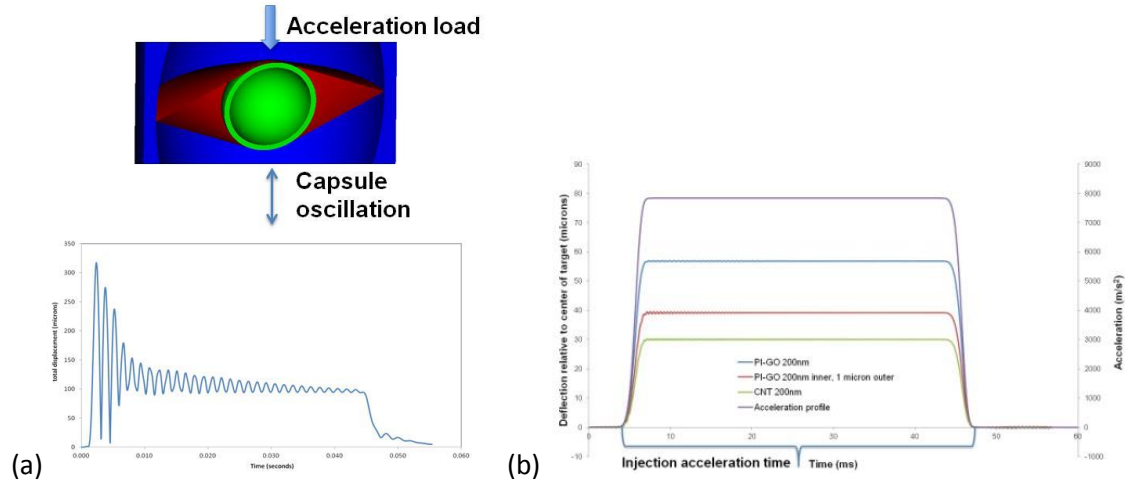 Acceleration load
Capsule
oscillation
total displacement (micron)
350
300
250
200
150
100
50
0
0.000 0.010 0.020 0.030 0.040 0.050 0.060
Time (seconds)
(a)
Deflection relative to center of target (microns)
90
80
70
60
50
40
30
20
10
0
-10
0 10 20 30 40 50 60
PI-GO 200nm
PI-GO 200nm inner, 1 micron outer
CNT 200nm
Acceleration profile
9000
8000
7000
6000
5000
4000
3000
2000
1000
0
-1000
Acceleration (m/s²)
Injection acceleration time
Time (ms)
(b)